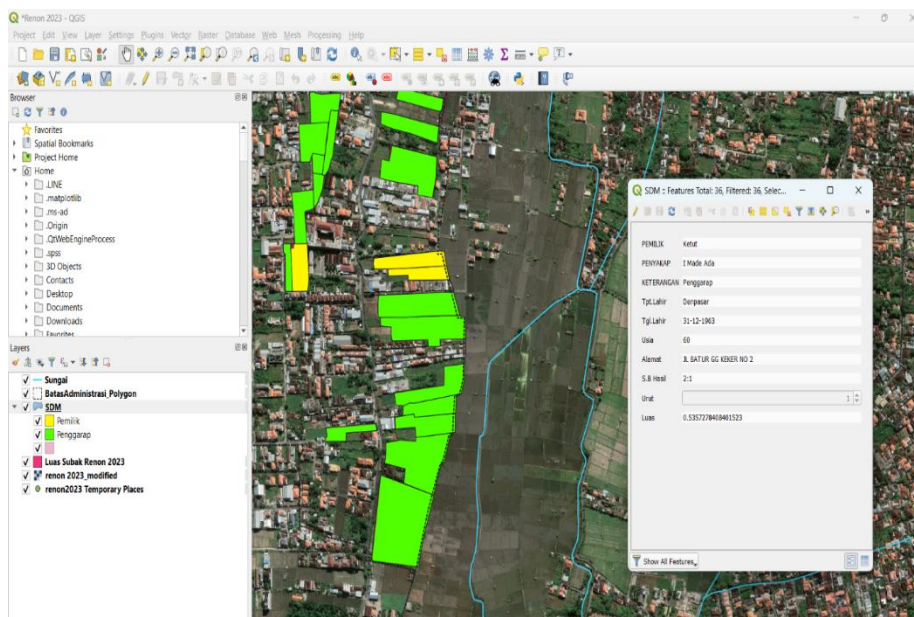 *Renon 2023 - QGIS
Project Edit View Layer Settings Plugins Vector Raster Database Web Mesh Processing Help
Browser
Favorites
Spatial Bookmarks
Project Home
Home
.LINE
.matplotlib
.ms-ad
.Origin
.QtWebEngineProcess
.spss
3D Objects
Contacts
Desktop
Documents
Downloads
Favorites
Layers
Sungai
BatasAdministrasi_Polygon
SDM
Pemilik
Penggarap
Luas Subak Renon 2023
renon 2023_modified
renon2023 Temporary Places
SDM :: Features Total: 36, Filtered: 36, Selec...
PEMILIK Ketut
PENYAKAP I Made Ada
KETERANGAN Penggarap
Tpt.Lahir Denpasar
Tgl.Lahir 31-12-1963
Usia 60
Alamat JL BATUR GG KEKER NO 2
S.B Hasil 2:1
Urut 1
Luas 0.5357278408401523
Show All Features